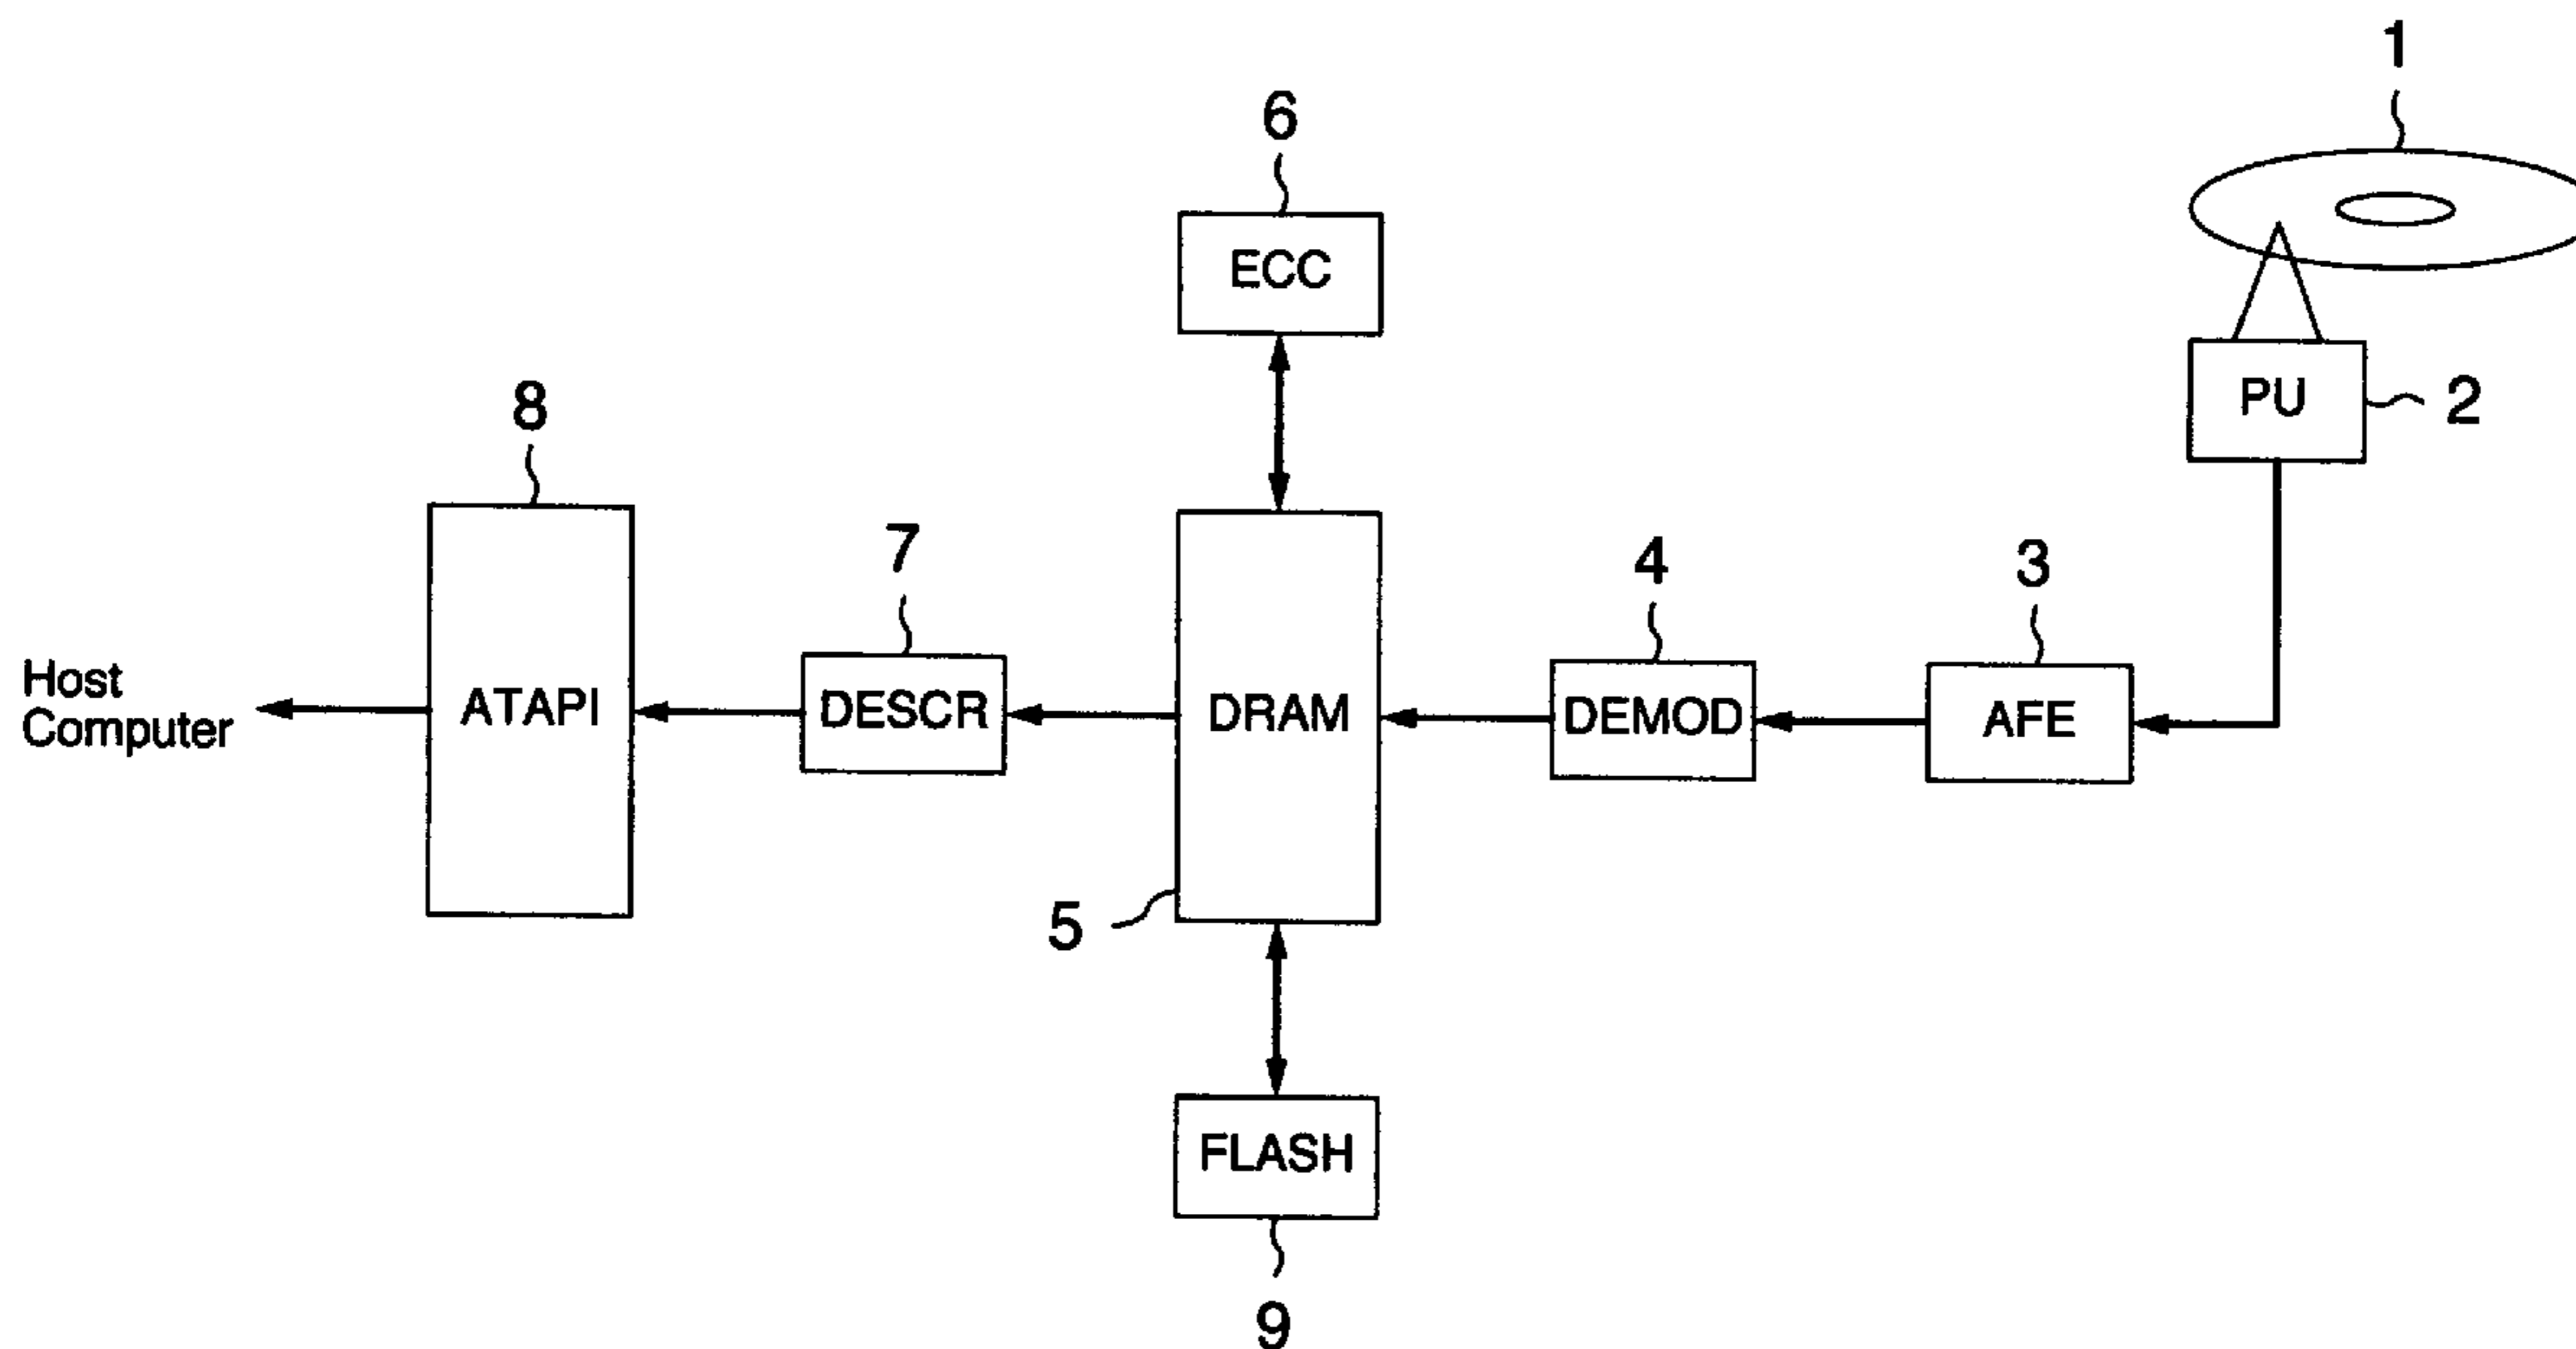 1
6
ECC
PU
2
8
7
4
3
Host
Computer
ATAPI
DESCR
DRAM
DEMOD
AFE
5
FLASH
9